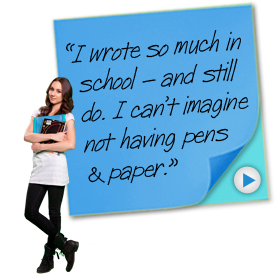 “I wrote so much in
school – and still
do. I can't imagine
not having pens
& paper.”